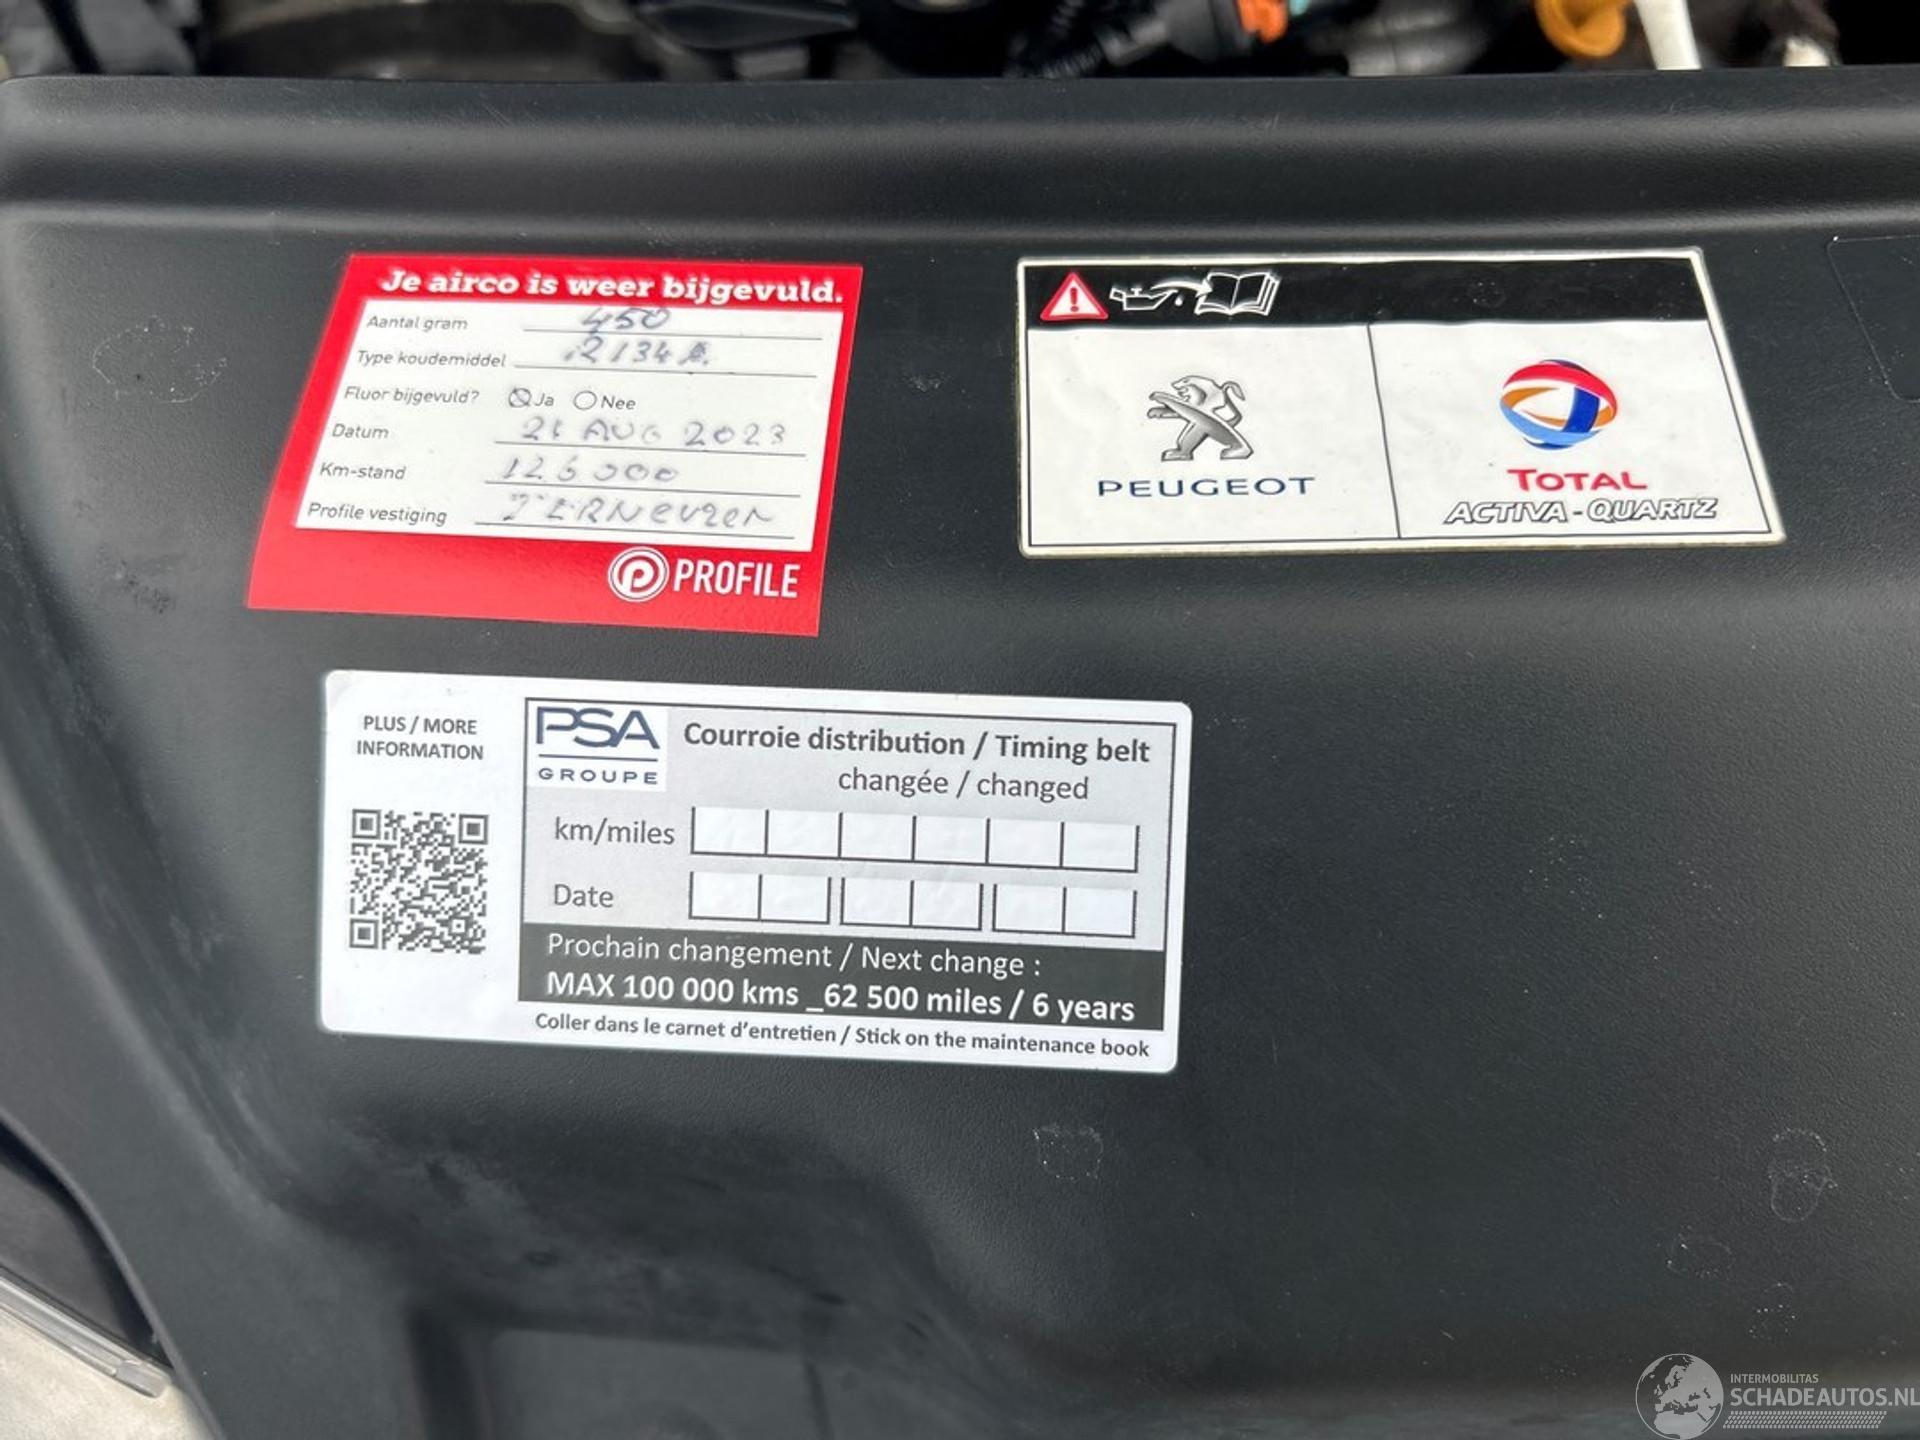 Je airco is weer bijgevuld.
Aantal gram 450
Type koudemiddel R134A
Fluor bijgevuld? Ja Nee
Datum AUG 2023
Km-stand 126000
Profile vestiging
PROFILE
PEUGEOT
TOTAL
ACTIVA-QUARTZ
PLUS / MORE
INFORMATION
PSA
GROUPE
Courroie distribution / Timing belt
changée / changed
km/miles
Date
Prochain changement / Next change :
MAX 100 000 kms _62 500 miles / 6 years
Coller dans le carnet d'entretien / Stick on the maintenance book
INTERMOBILITAS
SCHADEAUTOS.NL